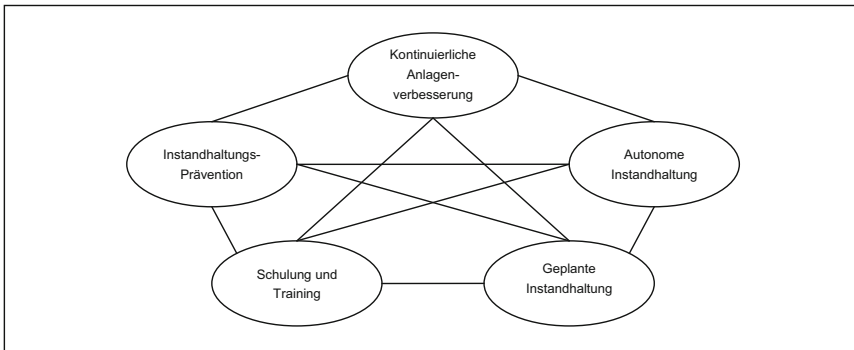 Kontinuierliche
Anlagen-
verbesserung
Instandhaltungs-
Prävention
Autonome
Instandhaltung
Schulung und
Training
Geplante
Instandhaltung